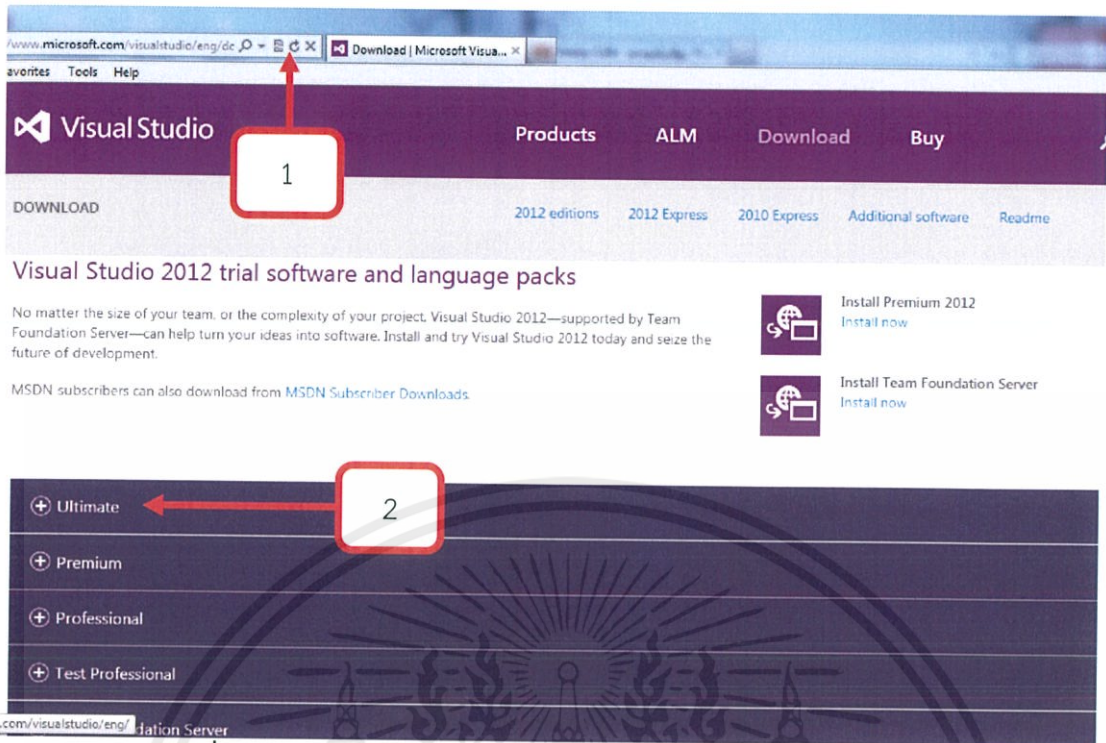 /www.microsoft.com/visualstudio/eng/dc
Download | Microsoft Visua...
avorites Tools Help
Visual Studio
Products ALM Download Buy
1
DOWNLOAD
2012 editions 2012 Express 2010 Express Additional software Readme
Visual Studio 2012 trial software and language packs
No matter the size of your team, or the complexity of your project, Visual Studio 2012—supported by Team
Foundation Server—can help turn your ideas into software. Install and try Visual Studio 2012 today and seize the
future of development.
MSDN subscribers can also download from MSDN Subscriber Downloads.
Install Premium 2012
Install now
Install Team Foundation Server
Install now
Ultimate
2
Premium
Professional
Test Professional
.com/visualstudio/eng/ dation Server